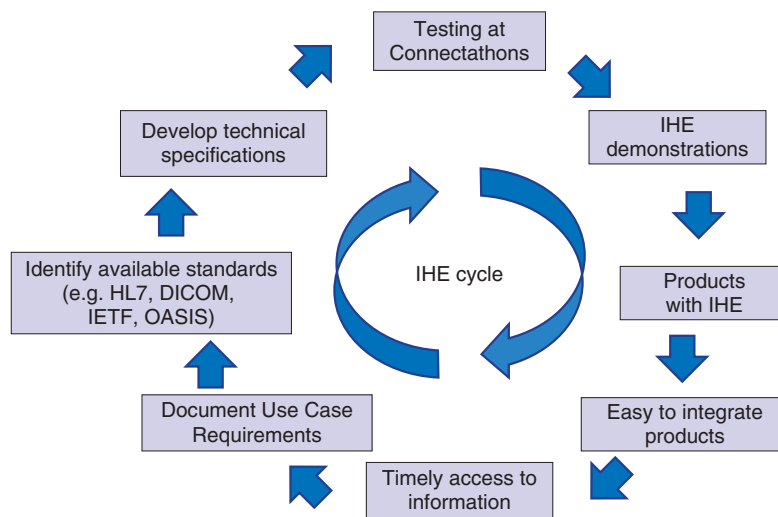 Testing at
Connectathons
IHE
demonstrations
Products
with IHE
Easy to integrate
products
Timely access to
information
Document Use Case
Requirements
Identify available standards
(e.g. HL7, DICOM,
IETF, OASIS)
Develop technical
specifications
IHE cycle